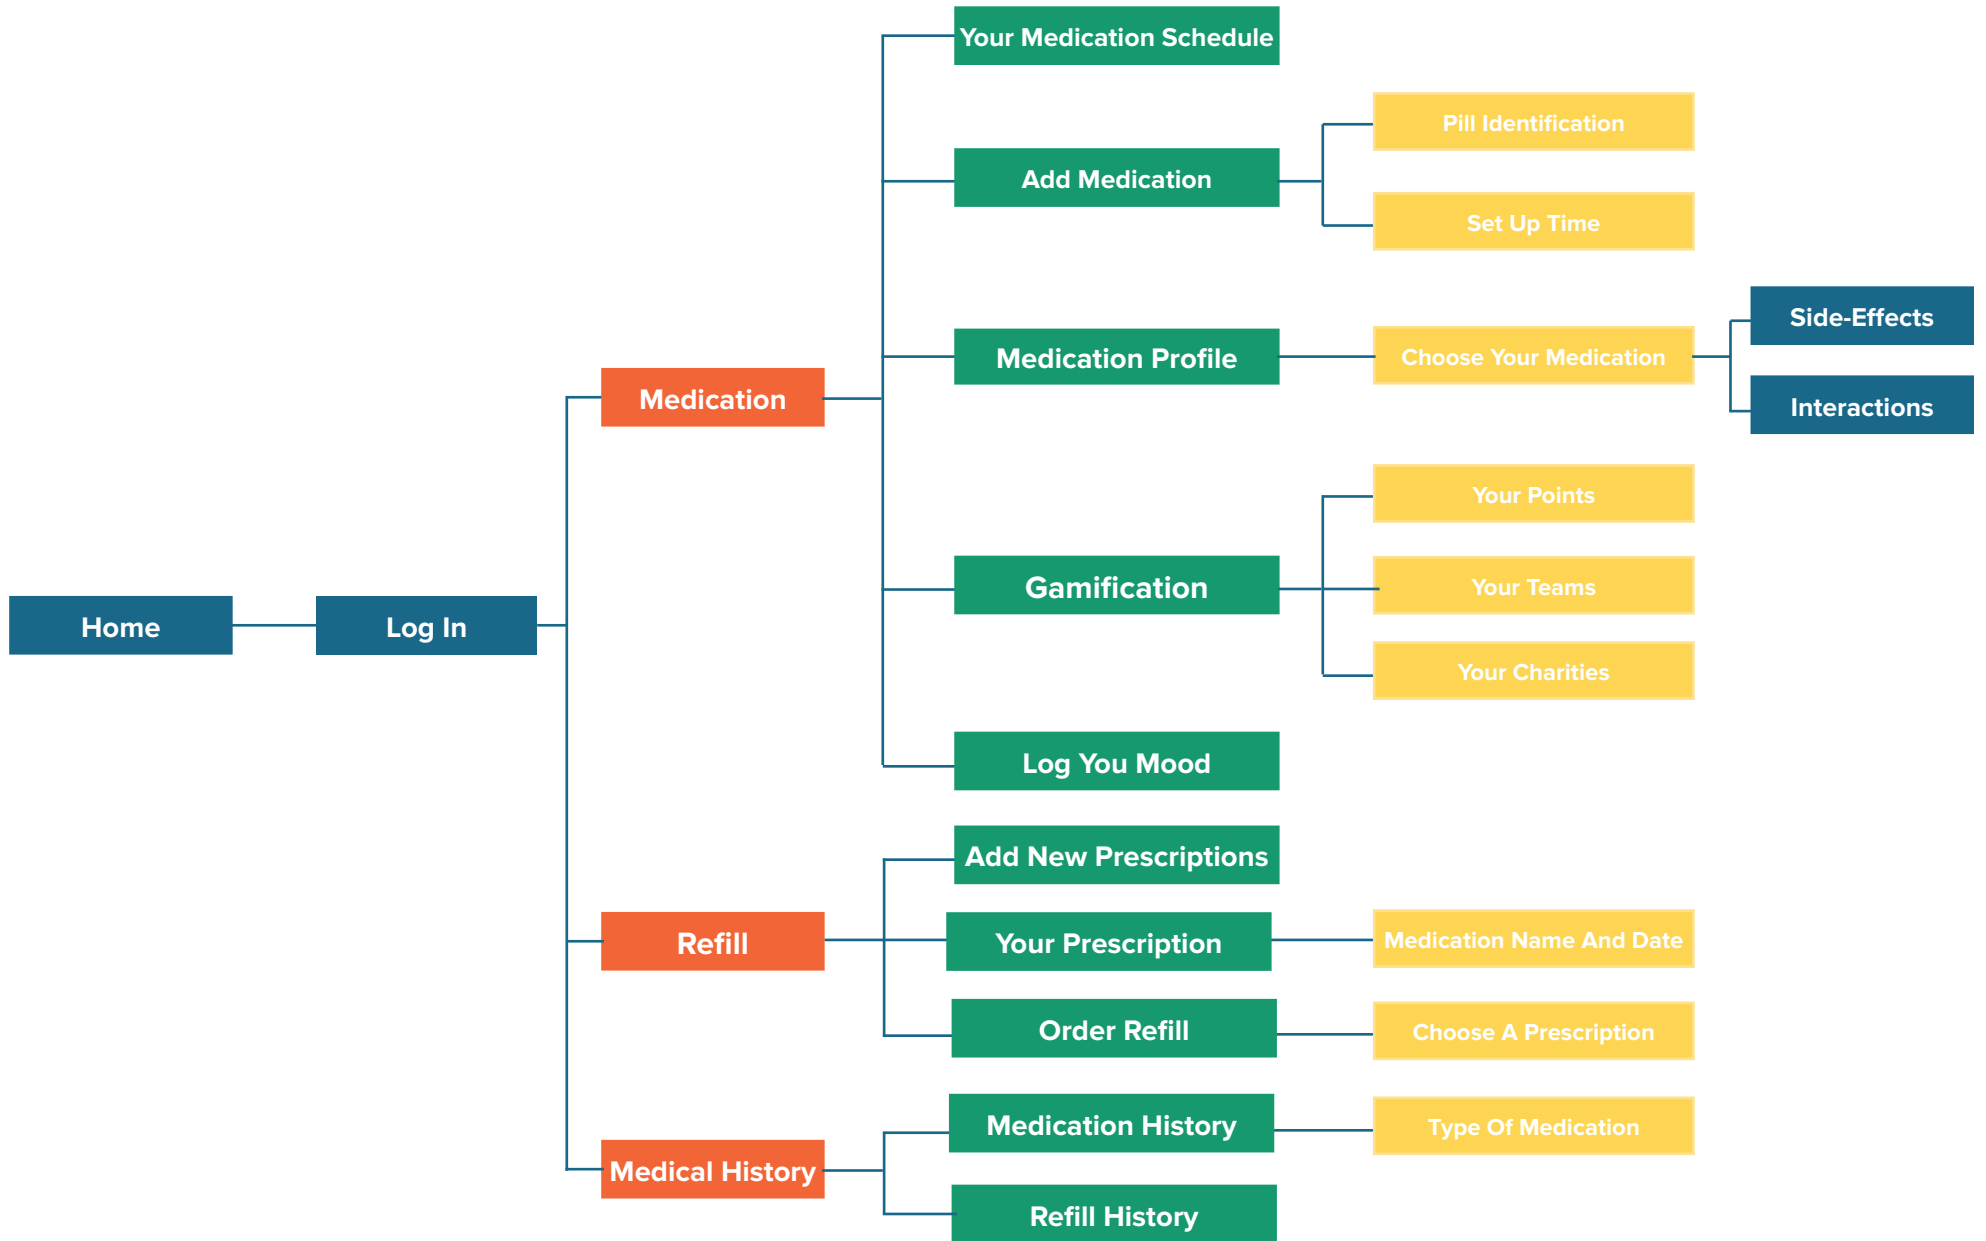 Home
Log In
Medication
Your Medication Schedule
Add Medication
Pill Identification
Set Up Time
Medication Profile
Choose Your Medication
Side-Effects
Interactions
Gamification
Your Points
Your Teams
Your Charities
Log You Mood
Refill
Add New Prescriptions
Your Prescription
Medication Name And Date
Order Refill
Choose A Prescription
Medical History
Medication History
Type Of Medication
Refill History